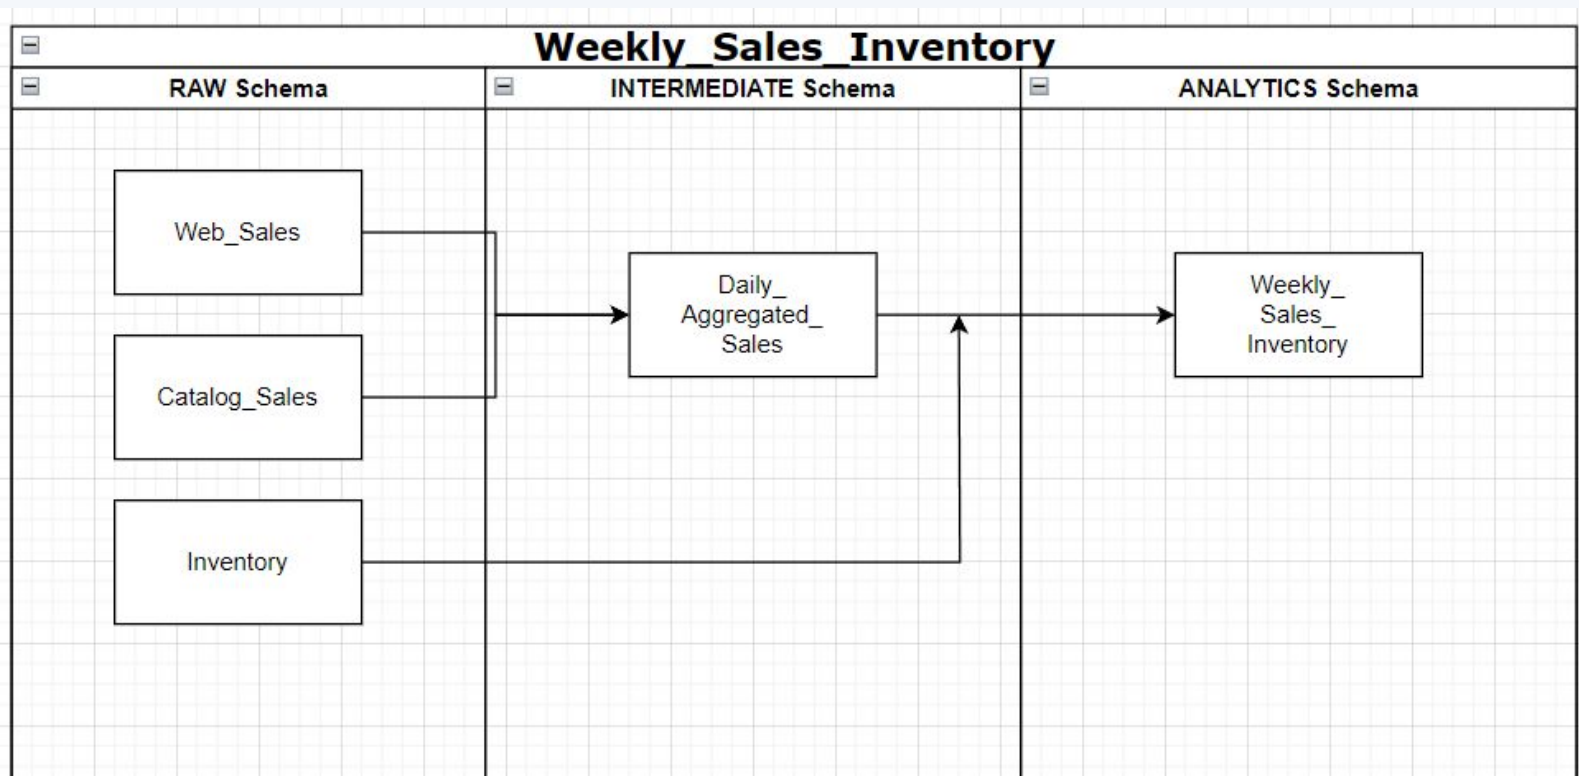 Weekly_Sales_Inventory
RAW Schema
INTERMEDIATE Schema
ANALYTICS Schema
Web_Sales
Catalog_Sales
Inventory
Daily_
Aggregated_
Sales
Weekly_
Sales_
Inventory